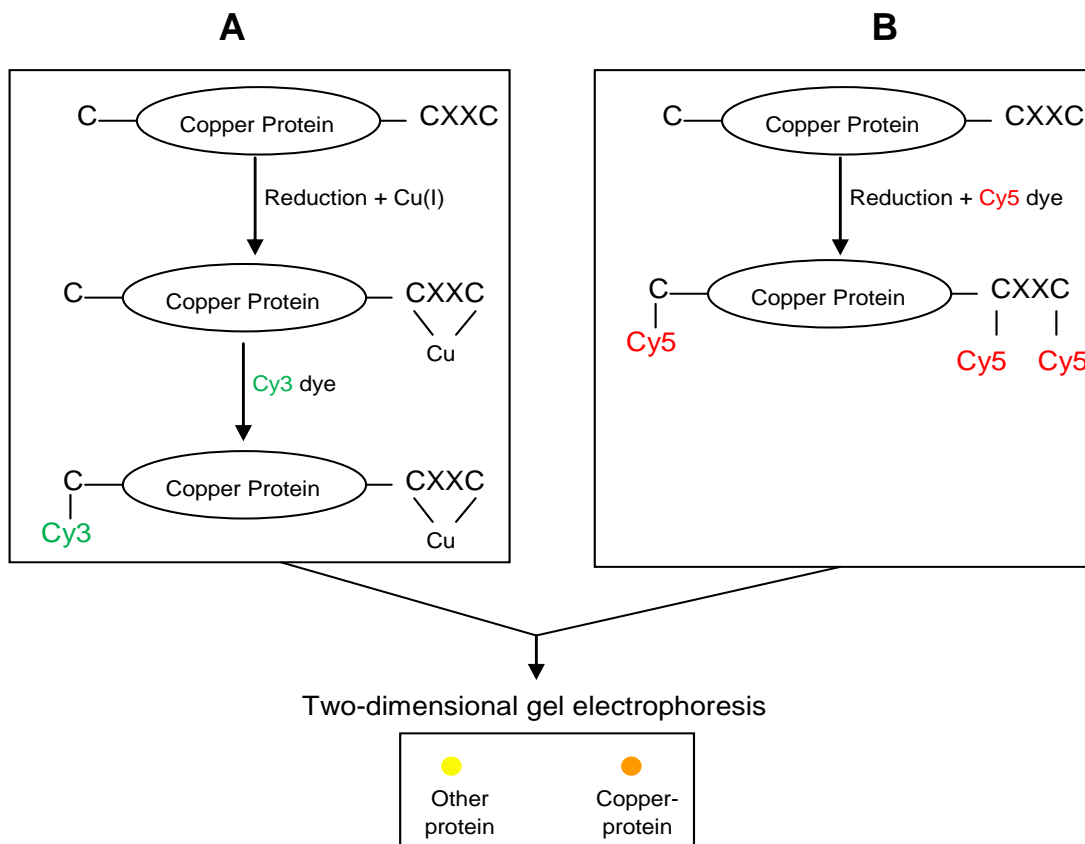 A
C
Copper Protein
CXXC
Reduction + Cu(I)
C
Copper Protein
CXXC
Cu
Cy3 dye
C
Copper Protein
CXXC
Cy3
Cu
B
C
Copper Protein
CXXC
Reduction + Cy5 dye
C
Copper Protein
CXXC
Cy5
Cy5
Cy5
Two-dimensional gel electrophoresis
Other
protein
Copper-
protein